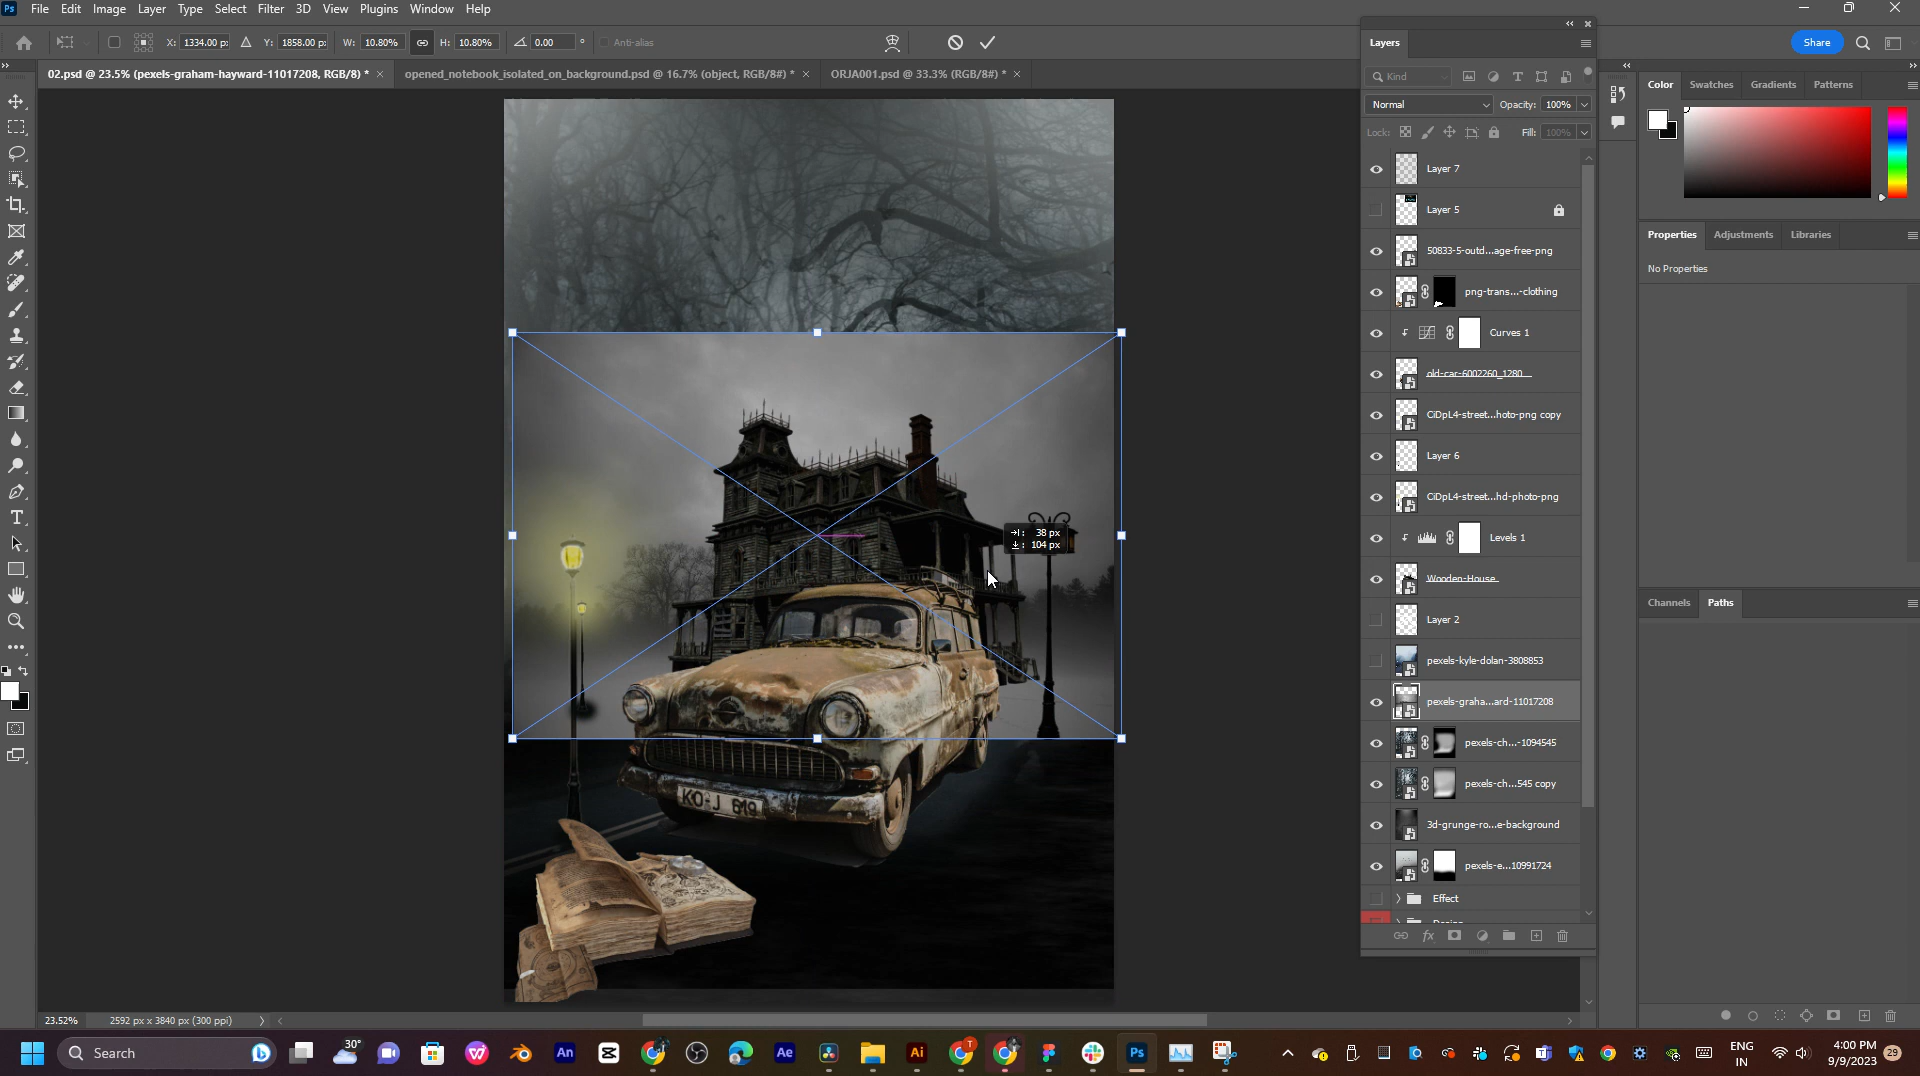 Ps File Edit Image Layer Type Select Filter 3D View Plugins Window Help
X: 1334.00 px Y: 1858.00 px W: 10.80% H: 10.80% 0.00 ° Anti-alias
Share
02.psd @ 23.5% (pexels-graham-hayward-11017208, RGB/8) * ×
opened_notebook_isolated_on_background.psd @ 16.7% (object, RGB/8#) * ×
ORJA001.psd @ 33.3% (RGB/8#) * ×
Layers
Kind
Normal Opacity: 100%
Lock: Fill: 100%
Layer 7
Layer 5
50833-5-outd...age-free-png
png-trans...-clothing
Curves 1
old-car-6002260_1280
CiDpL4-street...hoto-png copy
Layer 6
CiDpL4-street...hd-photo-png
Levels 1
Wooden-House
Layer 2
pexels-kyle-dolan-3808853
pexels-graha...ard-11017208
pexels-ch...-1094545
pexels-ch...545 copy
3d-grunge-ro...e-background
pexels-e...10991724
Effect
Color Swatches Gradients Patterns
Properties Adjustments Libraries
No Properties
Channels Paths
38 px
104 px
KO-J 619
23.52% 2592 px x 3840 px (300 ppi)
Search
30°
An
Ae
Ai
T
Ps
ENG
IN
4:00 PM
9/9/2023
29